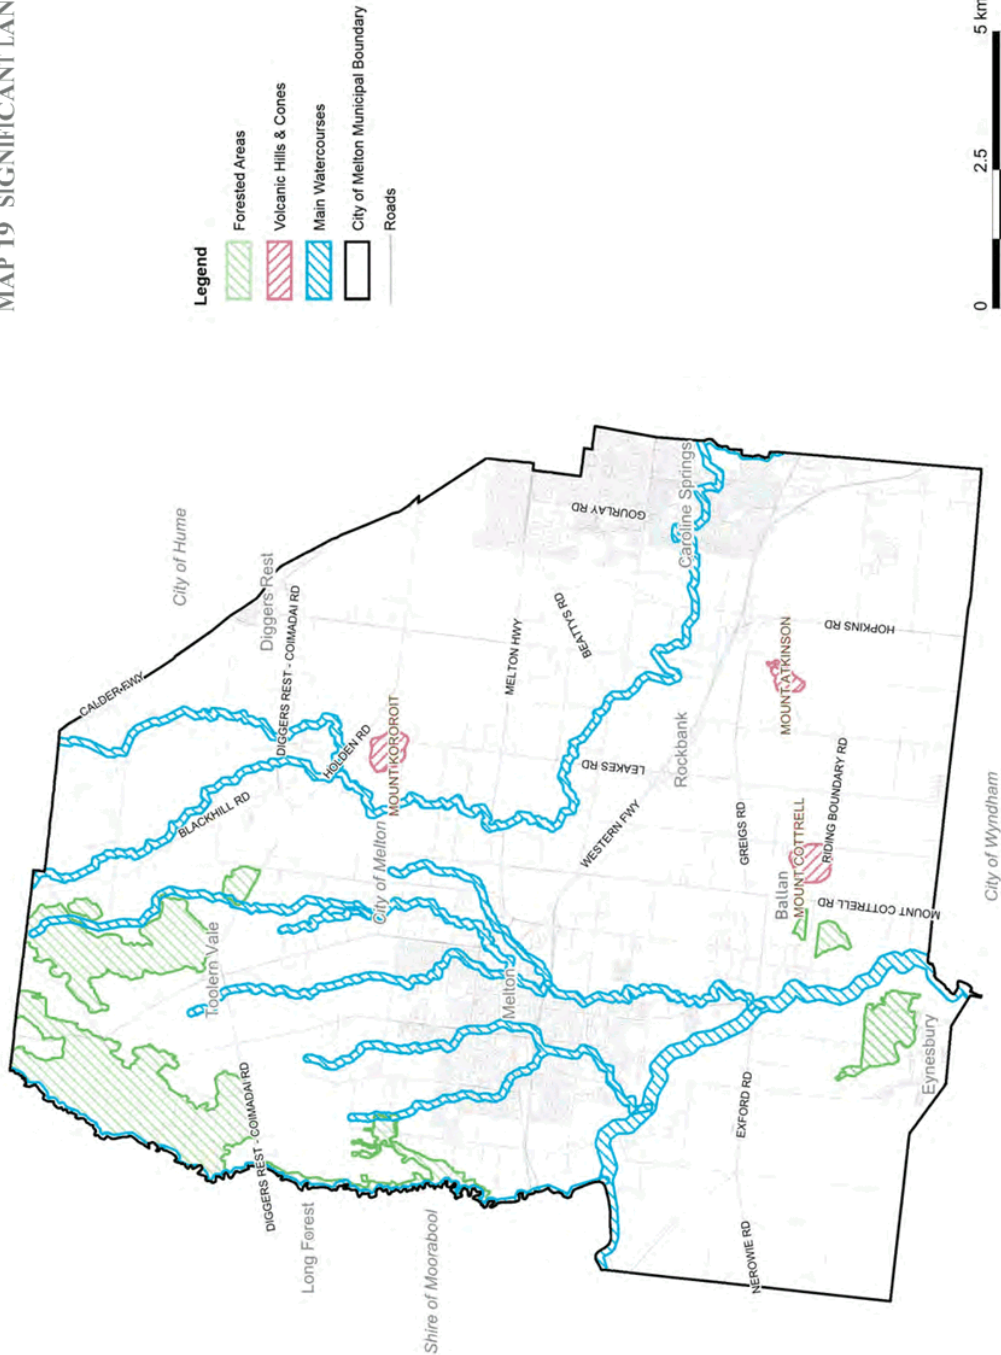 MAP 19 SIGNIFICANT LAN
Legend
Forested Areas
Volcanic Hills & Cones
Main Watercourses
City of Melton Municipal Boundary
Roads
0 2.5 5 km
City of Hume
CALDER FWY
Diggers Rest
DIGGERS REST - COIMADAI RD
HOLDEN RD
MOUNT KOROROIT
BLACKHILL RD
City of Melton
Toolern Vale
DIGGERS REST - COIMADAI RD
Long Forest
Shire of Moorabool
MELTON HWY
BEATTYS RD
GOURLAY RD
Caroline Springs
LEAKES RD
Rockbank
WESTERN FWY
Melton
GREIGS RD
HOPKINS RD
MOUNT ATKINSON
MOUNT COTTRELL
RIDING BOUNDARY RD
Ballan
MOUNT COTTRELL RD
EXFORD RD
NEROWIE RD
Eynesbury
City of Wyndham